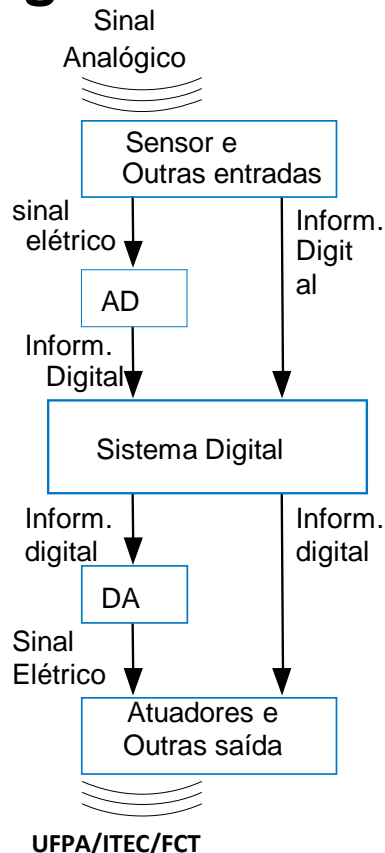 Sinal
Analógico
Sensor e
Outras entradas
sinal
elétrico
Inform.
Digit
al
AD
Inform.
Digital
Sistema Digital
Inform.
digital
Inform.
digital
DA
Sinal
Elétrico
Atuadores e
Outras saída
UFPA/ITEC/FCT